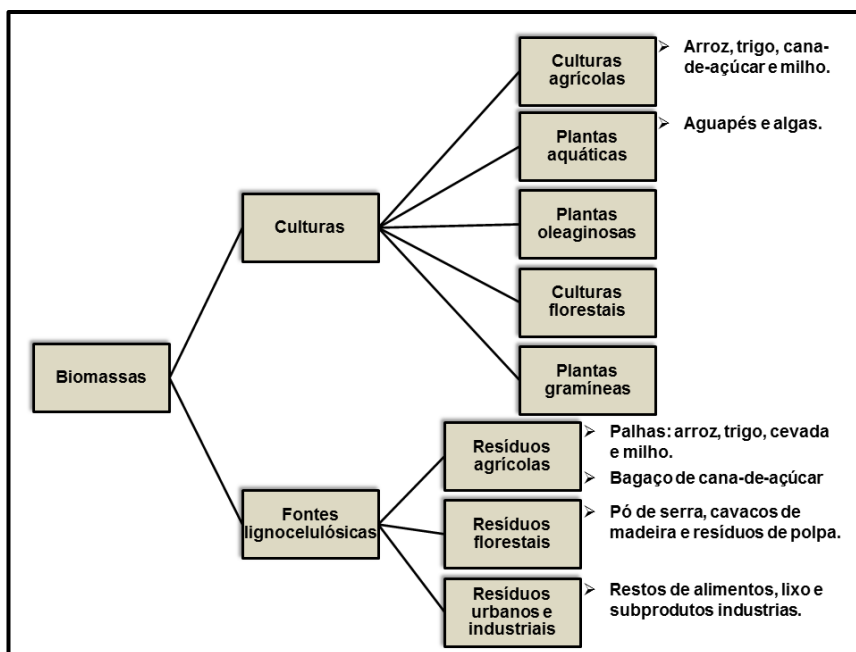 Culturas
agrícolas
➢ Arroz, trigo, cana-
de-açúcar e milho.
Plantas
aquáticas
➢ Aguapés e algas.
Culturas
Plantas
oleaginosas
Culturas
florestais
Plantas
gramíneas
Biomassas
Fontes
lignocelulósicas
Resíduos
agrícolas
➢ Palhas: arroz, trigo, cevada
e milho.
➢ Bagaço de cana-de-açúcar
Resíduos
florestais
➢ Pó de serra, cavacos de
madeira e resíduos de polpa.
Resíduos
urbanos e
industriais
➢ Restos de alimentos, lixo e
subprodutos industrias.